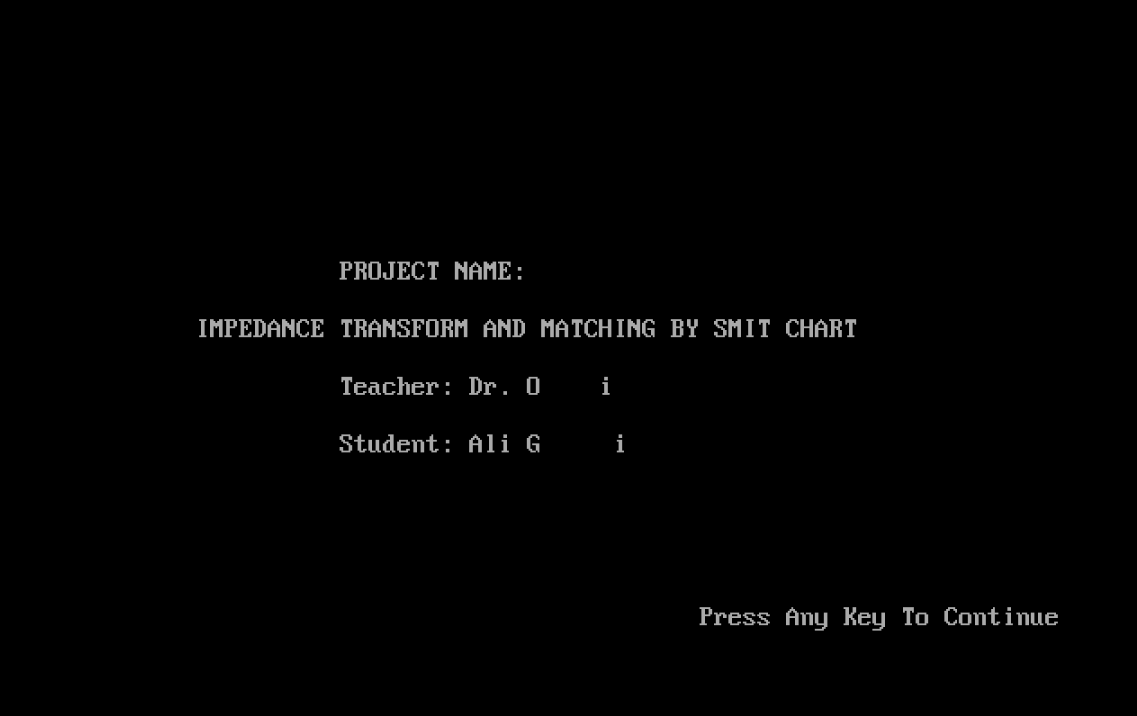 PROJECT NAME:
IMPEDANCE TRANSFORM AND MATCHING BY SMIT CHART
Teacher: Dr. O    i
Student: Ali G     i
Press Any Key To Continue